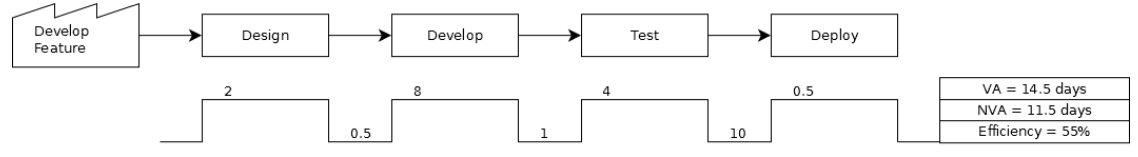 Develop
Feature
Design
Develop
Test
Deploy
2
0.5
8
1
4
10
0.5
VA = 14.5 days
NVA = 11.5 days
Efficiency = 55%